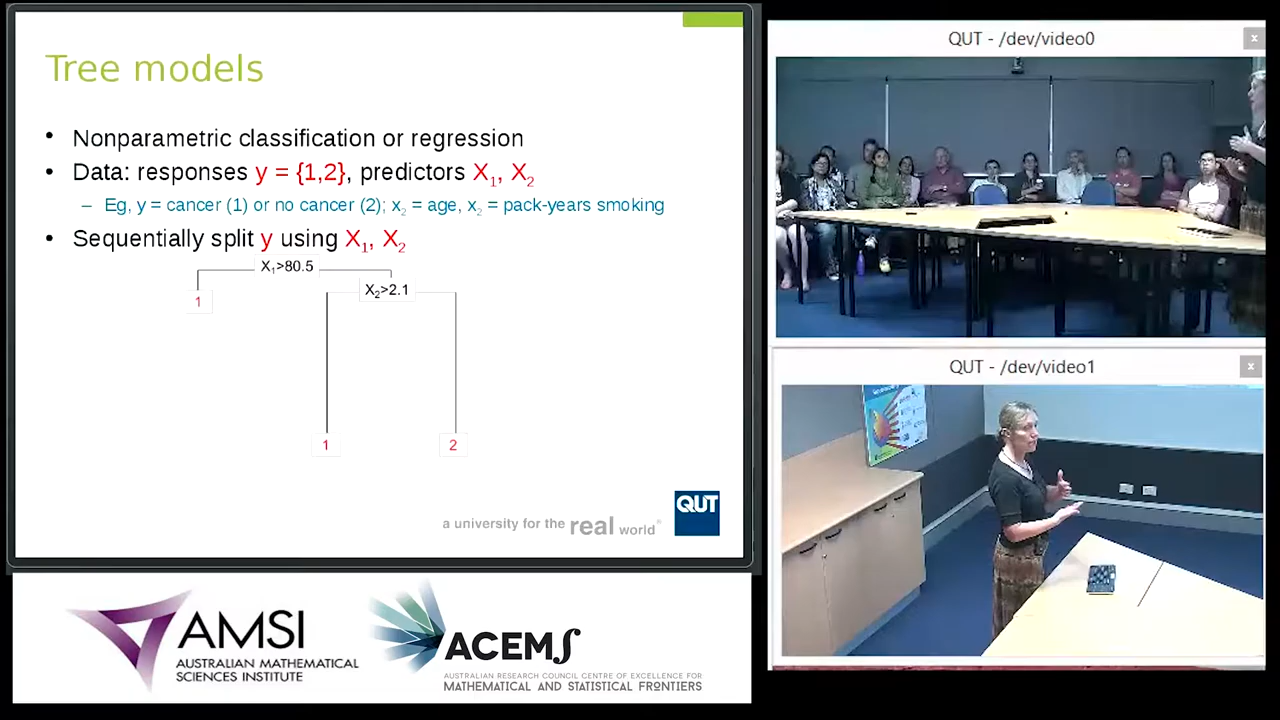 Tree models
• Nonparametric classification or regression
• Data: responses y = {1,2}, predictors X₁, X₂
– Eg, y = cancer (1) or no cancer (2); x₂ = age, x₂ = pack-years smoking
• Sequentially split y using X₁, X₂
X₁>80.5
X₂>2.1
1
1
2
a university for the real world®
QUT
AMSI
AUSTRALIAN MATHEMATICAL
SCIENCES INSTITUTE
ACEMS
AUSTRALIAN RESEARCH COUNCIL CENTRE OF EXCELLENCE FOR
MATHEMATICAL AND STATISTICAL FRONTIERS
QUT - /dev/video0
x
QUT - /dev/video1
x